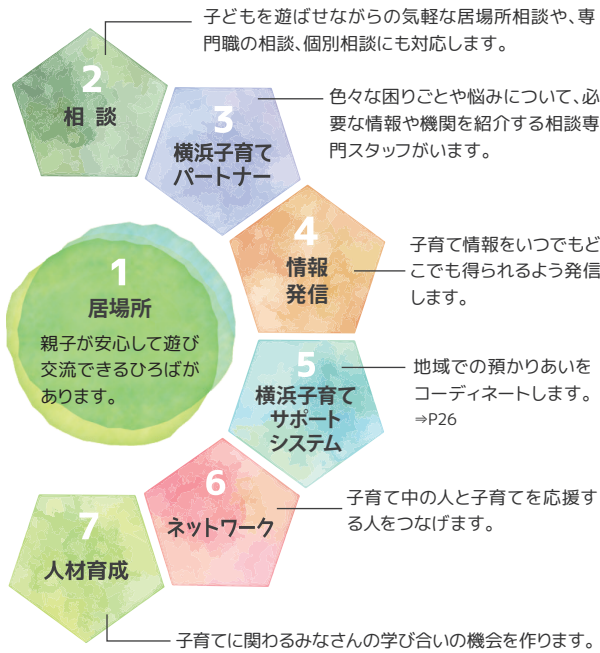 1
居場所
親子が安心して遊び
交流できるひろばが
あります。
2
相 談
子どもを遊ばせながらの気軽な居場所相談や、専
門職の相談、個別相談にも対応します。
3
横浜子育て
パートナー
色々な困りごとや悩みについて、必
要な情報や機関を紹介する相談専
門スタッフがいます。
4
情報
発信
子育て情報をいつでもど
こでも得られるよう発信
します。
5
横浜子育て
サポート
システム
地域での預かりあいを
コーディネートします。
⇒P26
6
ネットワーク
子育て中の人と子育てを応援す
る人をつなげます。
7
人材育成
子育てに関わるみなさんの学び合いの機会を作ります。